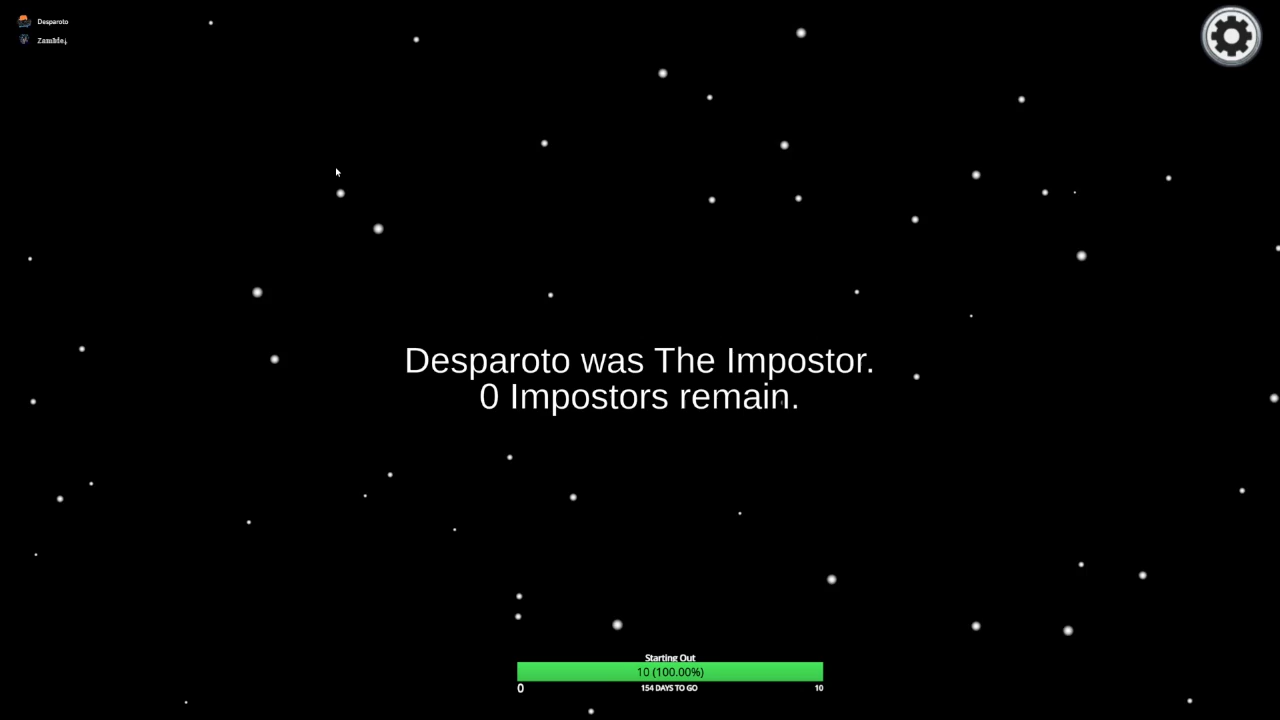 Desparoto
Desparoto was The Impostor.
0 Impostors remain.
Starting Out
10 (100.00%)
0
154 DAYS TO GO
10